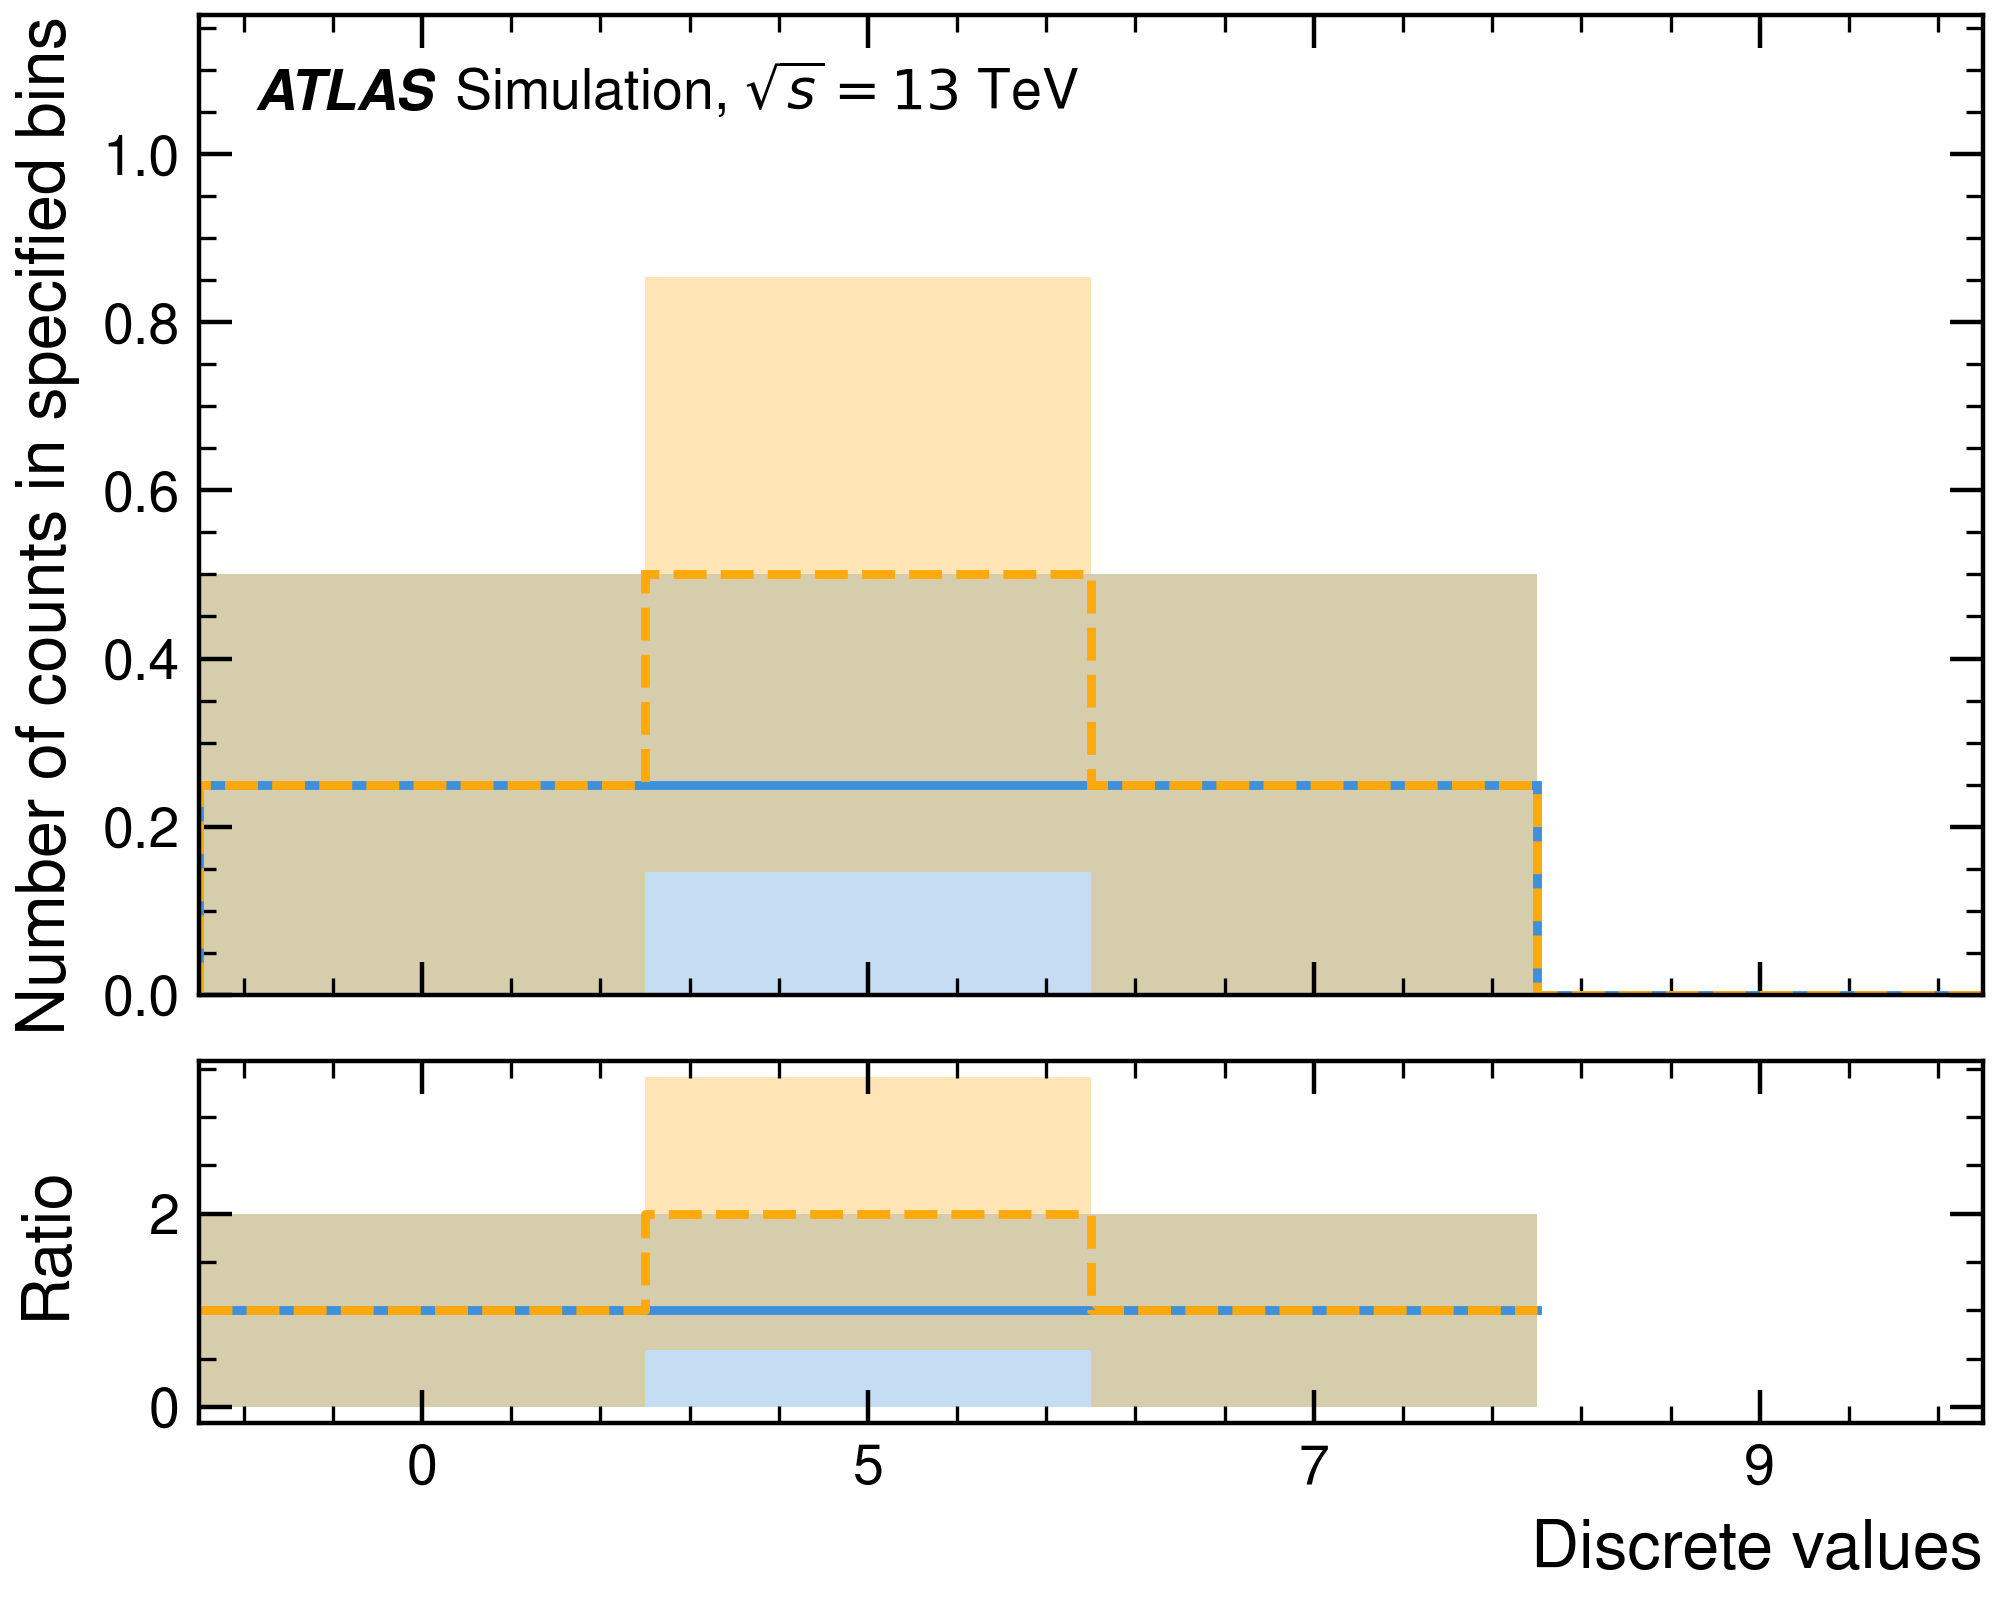 Number of counts in specified bins
ATLAS Simulation, √s = 13 TeV
1.0
0.8
0.6
0.4
0.2
0.0
Ratio
2
0
0 5 7 9
Discrete values